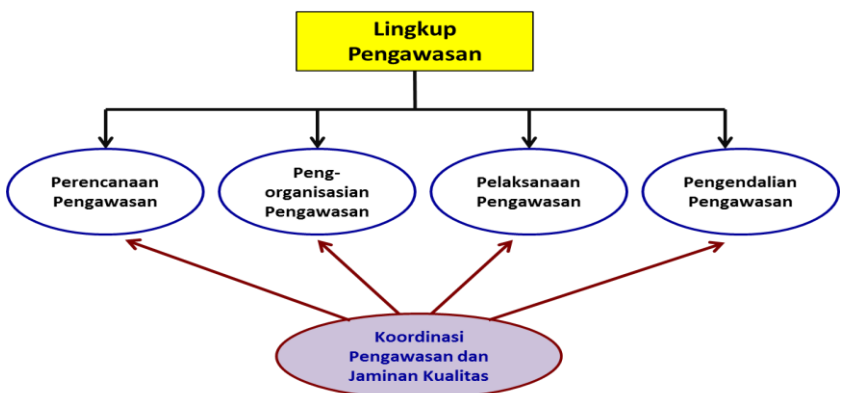 Lingkup
Pengawasan
Perencanaan
Pengawasan
Peng-
organisasian
Pengawasan
Pelaksanaan
Pengawasan
Pengendalian
Pengawasan
Koordinasi
Pengawasan dan
Jaminan Kualitas